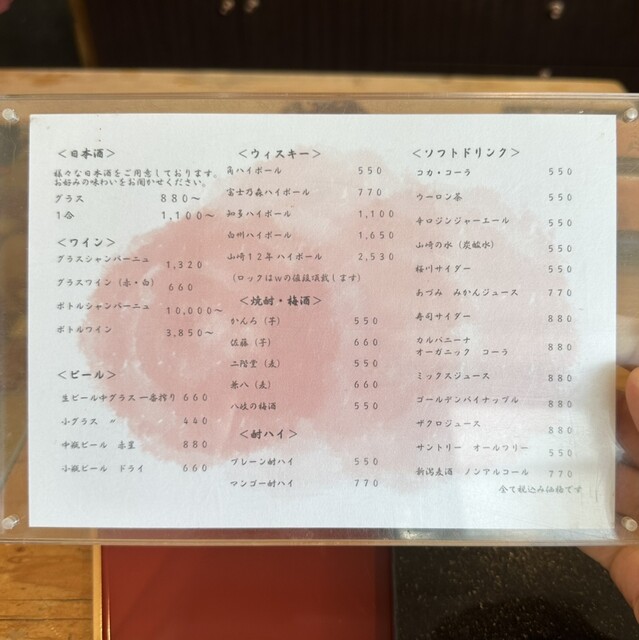 ＜日本酒＞
様々な日本酒をご用意しております。
お好みの味わいをお聞かせください。
グラス 880～
1合 1,100～
＜ワイン＞
グラスシャンパーニュ 1,320
グラスワイン（赤・白） 660
ボトルシャンパーニュ 10,000～
ボトルワイン 3,850～
＜ビール＞
生ビール中グラス 一番搾り 660
小グラス 〃 440
中瓶ビール 赤星 880
小瓶ビール ドライ 660
＜ウィスキー＞
角ハイボール 550
富士乃森ハイボール 770
知多ハイボール 1,100
白州ハイボール 1,650
山崎12年ハイボール 2,530
（ロックはwの値段頂戴します）
＜焼酎・梅酒＞
かんろ（芋） 550
佐藤（芋） 660
二階堂（麦） 550
兼八（麦） 660
八岐の梅酒 550
＜酎ハイ＞
プレーン酎ハイ 550
マンゴー酎ハイ 770
＜ソフトドリンク＞
コカ・コーラ 550
ウーロン茶 550
辛口ジンジャーエール 550
山崎の水（炭酸水） 550
桜川サイダー 550
あづみ みかんジュース 770
寿司サイダー 880
カルパニーナ
オーガニック コーラ 880
ミックスジュース 880
ゴールデンパイナップル 880
ザクロジュース 880
サントリー オールフリー 550
新潟麦酒 ノンアルコール 770
全て税込み価格です